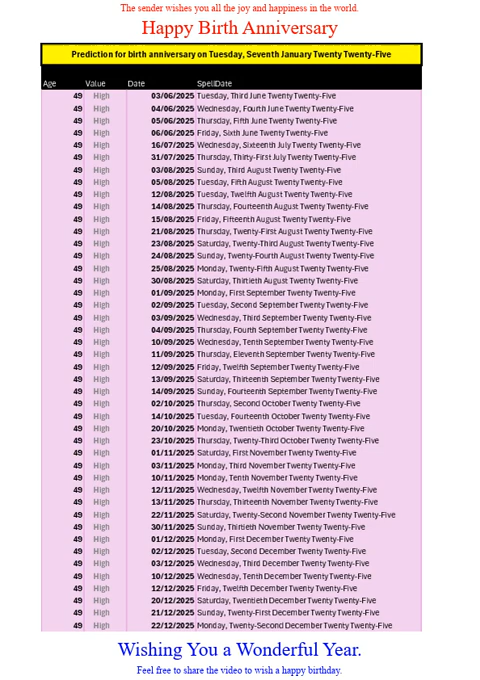 The sender wishes you all the joy and happiness in the world.
Happy Birth Anniversary
Prediction for birth anniversary on Tuesday, Seventh January Twenty Twenty-Five
Age Value Date SpellDate
49 High 03/06/2025 Tuesday, Third June Twenty Twenty-Five
49 High 04/06/2025 Wednesday, Fourth June Twenty Twenty-Five
49 High 05/06/2025 Thursday, Fifth June Twenty Twenty-Five
49 High 06/06/2025 Friday, Sixth June Twenty Twenty-Five
49 High 16/07/2025 Wednesday, Sixteenth July Twenty Twenty-Five
49 High 31/07/2025 Thursday, Thirty-First July Twenty Twenty-Five
49 High 03/08/2025 Sunday, Third August Twenty Twenty-Five
49 High 05/08/2025 Tuesday, Fifth August Twenty Twenty-Five
49 High 12/08/2025 Tuesday, Twelfth August Twenty Twenty-Five
49 High 14/08/2025 Thursday, Fourteenth August Twenty Twenty-Five
49 High 15/08/2025 Friday, Fifteenth August Twenty Twenty-Five
49 High 21/08/2025 Thursday, Twenty-First August Twenty Twenty-Five
49 High 23/08/2025 Saturday, Twenty-Third August Twenty Twenty-Five
49 High 24/08/2025 Sunday, Twenty-Fourth August Twenty Twenty-Five
49 High 25/08/2025 Monday, Twenty-Fifth August Twenty Twenty-Five
49 High 30/08/2025 Saturday, Thirtieth August Twenty Twenty-Five
49 High 01/09/2025 Monday, First September Twenty Twenty-Five
49 High 02/09/2025 Tuesday, Second September Twenty Twenty-Five
49 High 03/09/2025 Wednesday, Third September Twenty Twenty-Five
49 High 04/09/2025 Thursday, Fourth September Twenty Twenty-Five
49 High 10/09/2025 Wednesday, Tenth September Twenty Twenty-Five
49 High 11/09/2025 Thursday, Eleventh September Twenty Twenty-Five
49 High 12/09/2025 Friday, Twelfth September Twenty Twenty-Five
49 High 13/09/2025 Saturday, Thirteenth September Twenty Twenty-Five
49 High 14/09/2025 Sunday, Fourteenth September Twenty Twenty-Five
49 High 02/10/2025 Thursday, Second October Twenty Twenty-Five
49 High 14/10/2025 Tuesday, Fourteenth October Twenty Twenty-Five
49 High 20/10/2025 Monday, Twentieth October Twenty Twenty-Five
49 High 23/10/2025 Thursday, Twenty-Third October Twenty Twenty-Five
49 High 01/11/2025 Saturday, First November Twenty Twenty-Five
49 High 03/11/2025 Monday, Third November Twenty Twenty-Five
49 High 10/11/2025 Monday, Tenth November Twenty Twenty-Five
49 High 12/11/2025 Wednesday, Twelfth November Twenty Twenty-Five
49 High 13/11/2025 Thursday, Thirteenth November Twenty Twenty-Five
49 High 22/11/2025 Saturday, Twenty-Second November Twenty Twenty-Five
49 High 30/11/2025 Sunday, Thirtieth November Twenty Twenty-Five
49 High 01/12/2025 Monday, First December Twenty Twenty-Five
49 High 02/12/2025 Tuesday, Second December Twenty Twenty-Five
49 High 03/12/2025 Wednesday, Third December Twenty Twenty-Five
49 High 10/12/2025 Wednesday, Tenth December Twenty Twenty-Five
49 High 12/12/2025 Friday, Twelfth December Twenty Twenty-Five
49 High 20/12/2025 Saturday, Twentieth December Twenty Twenty-Five
49 High 21/12/2025 Sunday, Twenty-First December Twenty Twenty-Five
49 High 22/12/2025 Monday, Twenty-Second December Twenty Twenty-Five
Wishing You a Wonderful Year.
Feel free to share the video to wish a happy birthday.